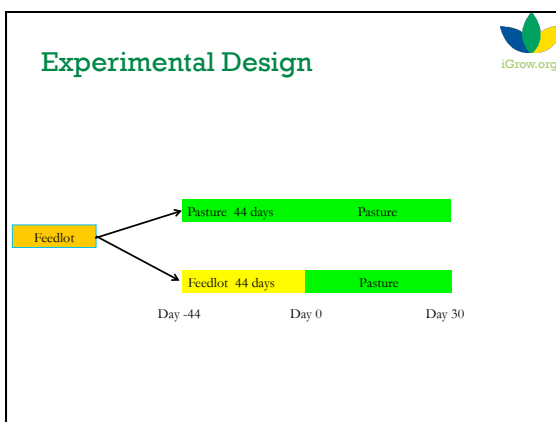 Experimental Design
iGrow.org
Pasture 44 days Pasture
Feedlot
Feedlot 44 days Pasture
Day -44 Day 0 Day 30